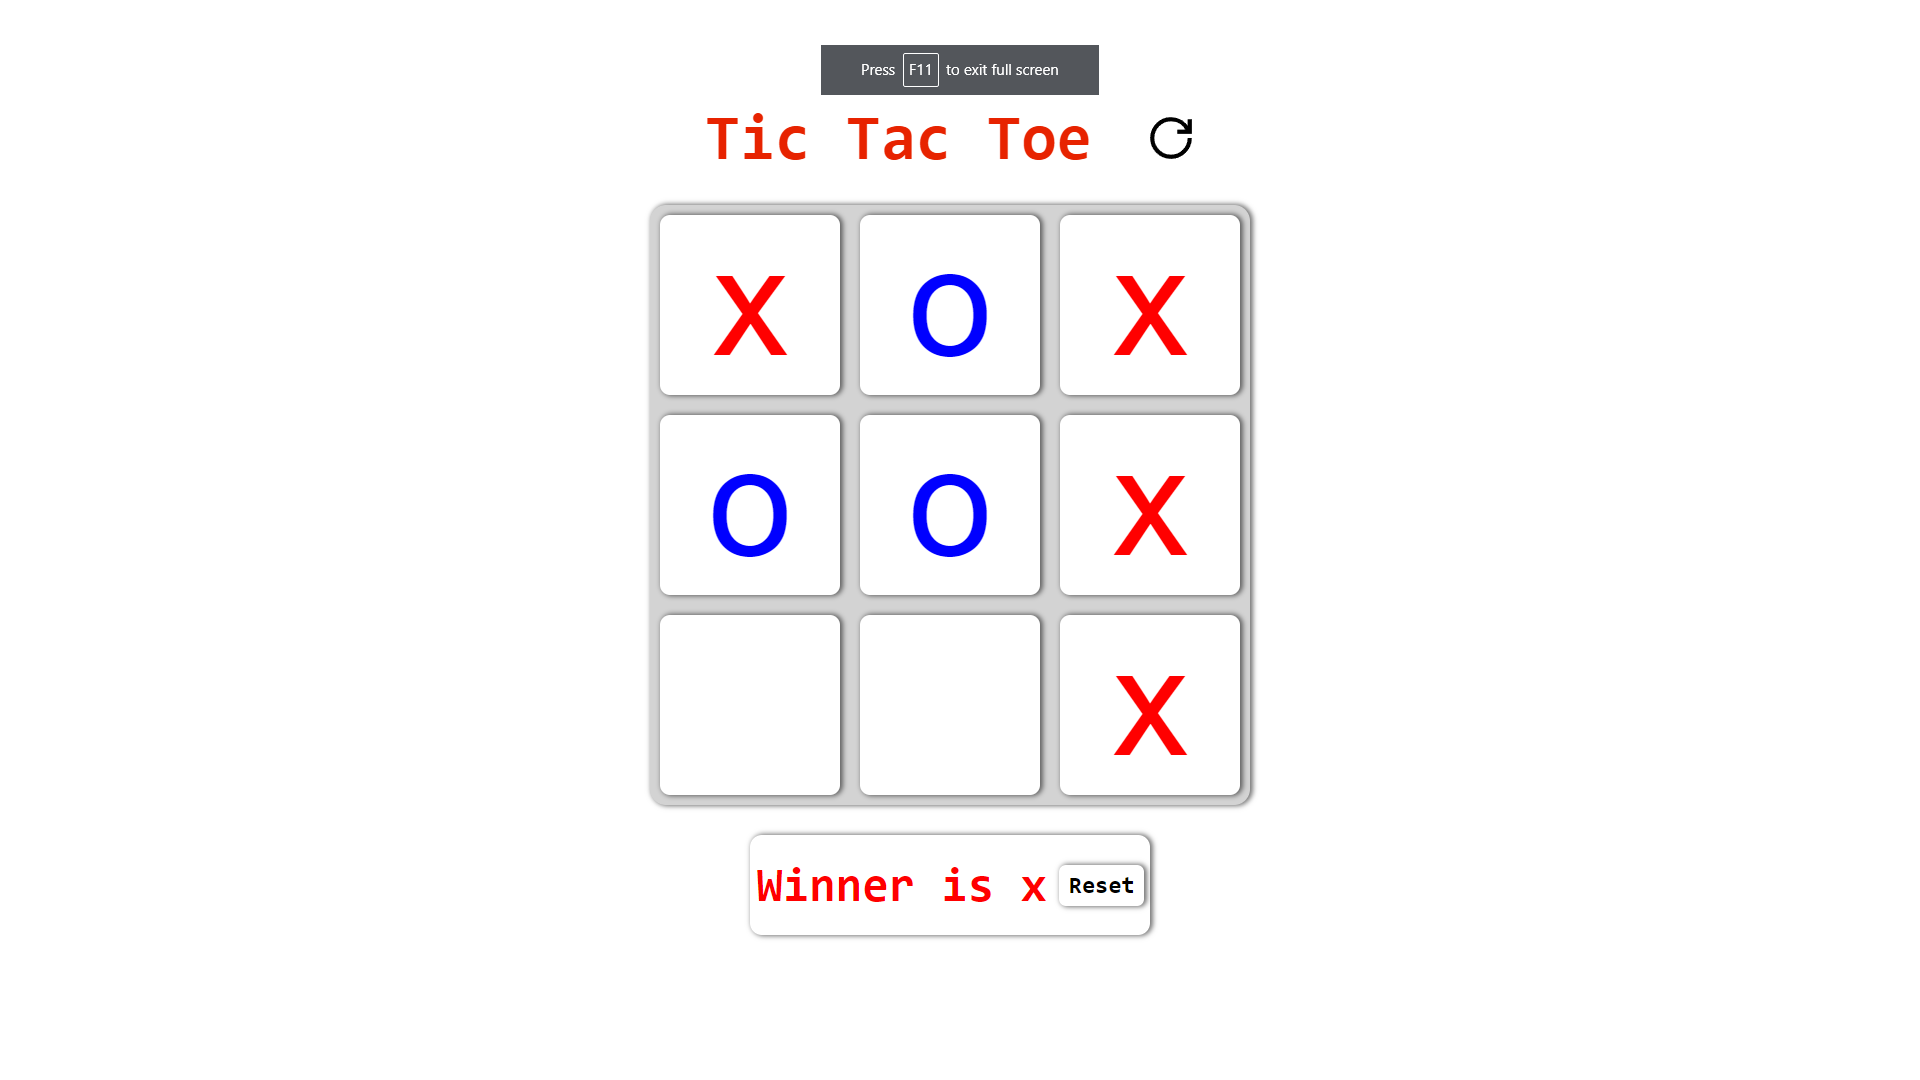 Press F11 to exit full screen
Tic Tac Toe
x o x
o o x
x
Winner is x Reset